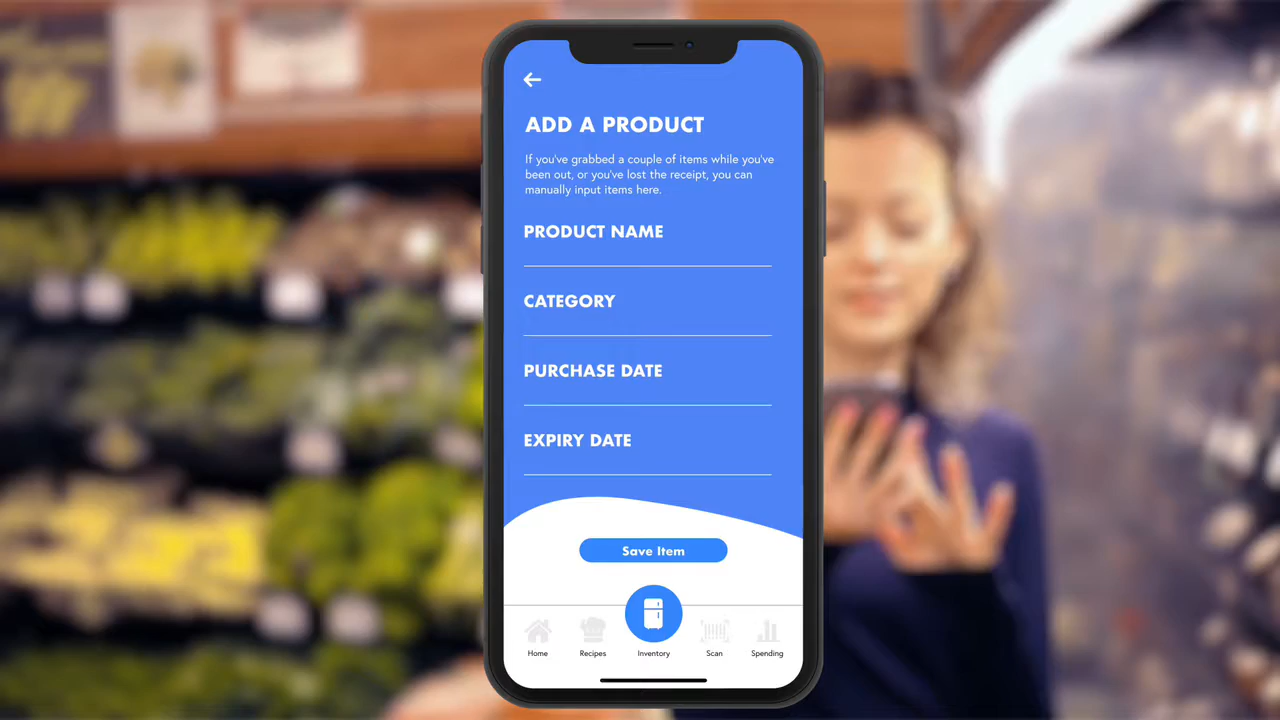 ADD A PRODUCT
If you've grabbed a couple of items while you've
been out, or you've lost the receipt, you can
manually input items here.
PRODUCT NAME
CATEGORY
PURCHASE DATE
EXPIRY DATE
Save Item
Home
Recipes
Inventory
Scan
Spending